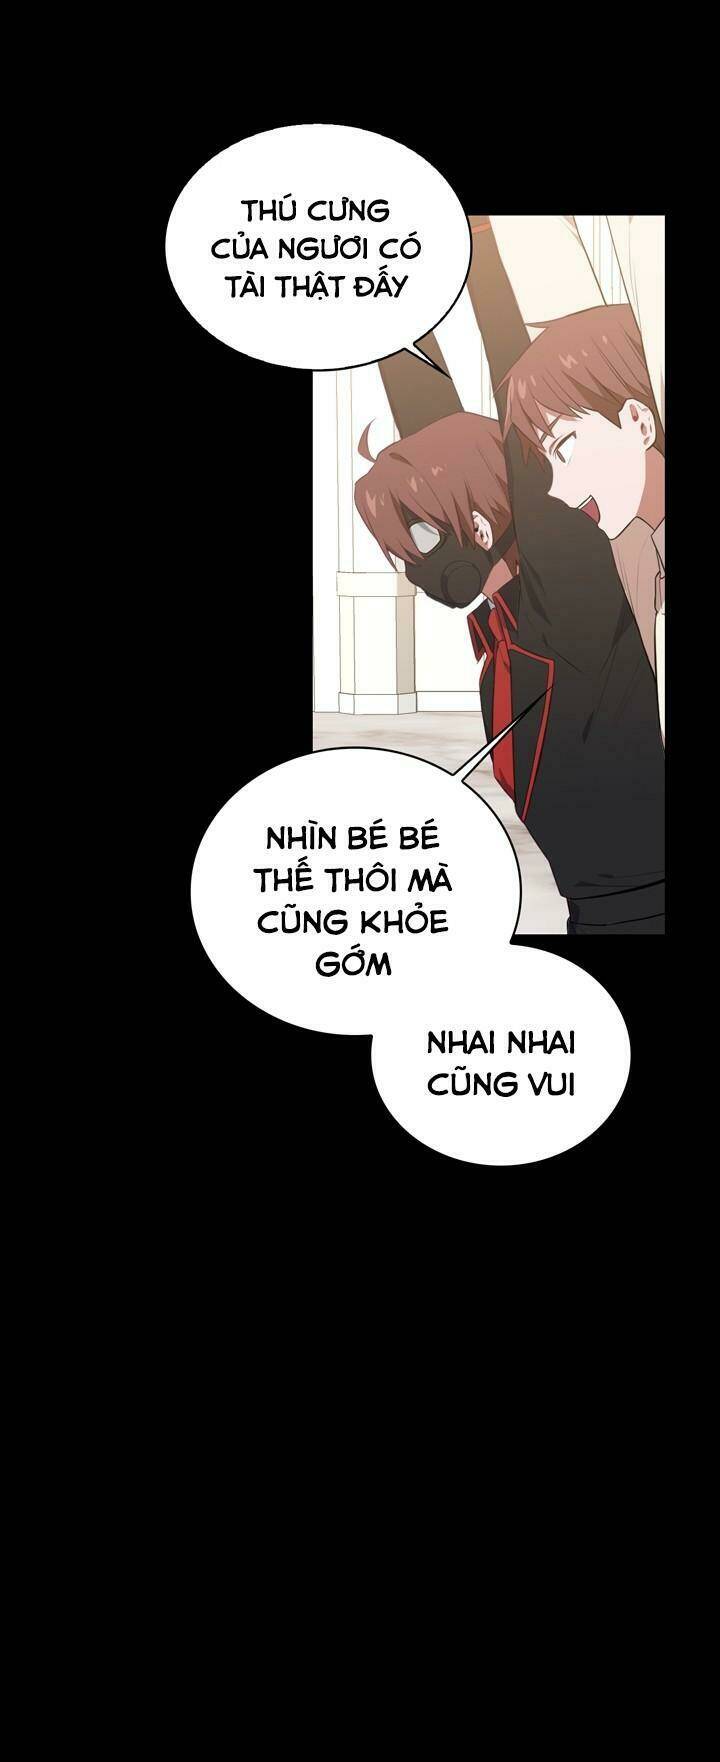 THÚ CƯNG
CỦA NGƯƠI CÓ
TÀI THẬT ĐẤY
NHÌN BÉ BÉ
THẾ THÔI MÀ
CŨNG KHỎE
GỚM
NHAI NHAI
CŨNG VUI